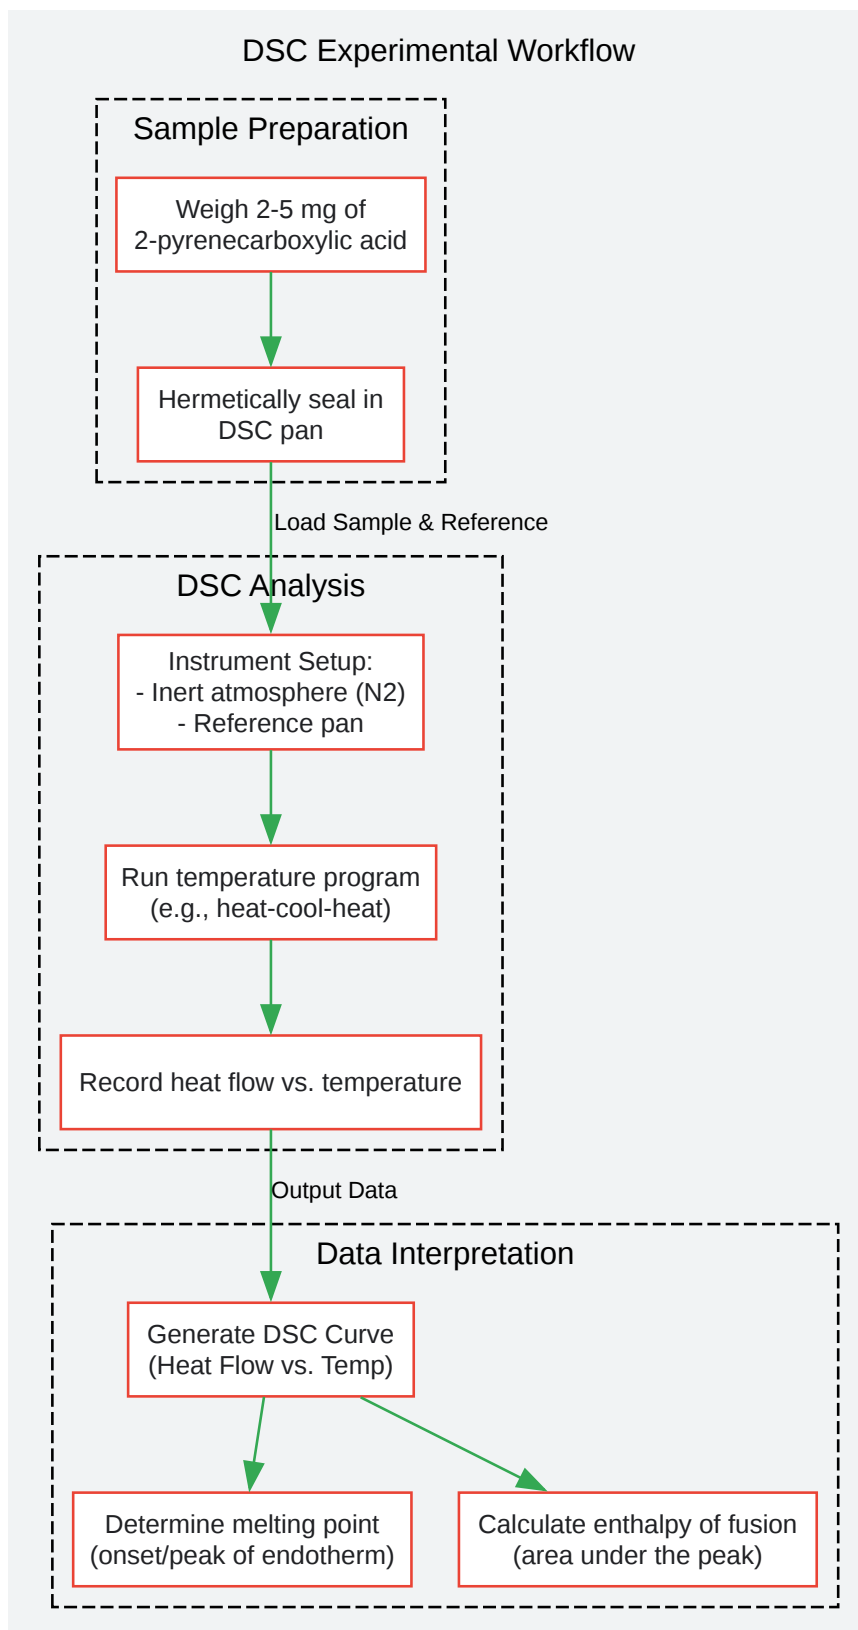 DSC Experimental Workflow
Sample Preparation
Weigh 2-5 mg of
2-pyrenecarboxylic acid
Hermetically seal in
DSC pan
Load Sample & Reference
DSC Analysis
Instrument Setup:
- Inert atmosphere (N2)
- Reference pan
Run temperature program
(e.g., heat-cool-heat)
Record heat flow vs. temperature
Output Data
Data Interpretation
Generate DSC Curve
(Heat Flow vs. Temp)
Determine melting point
(onset/peak of endotherm)
Calculate enthalpy of fusion
(area under the peak)